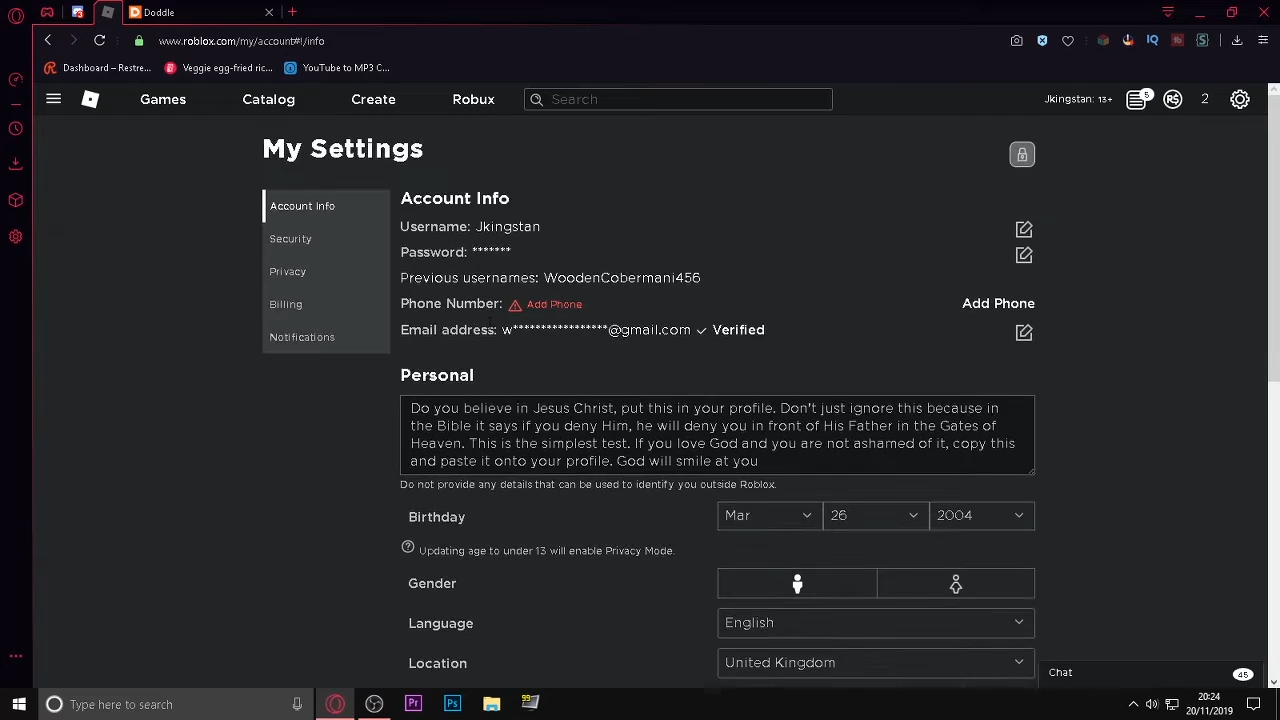 Doddle
www.roblox.com/my/account#!/info
Dashboard – Restre...
Veggie egg-fried ric...
YouTube to MP3 C...
Games
Catalog
Create
Robux
Search
Jkingstan: 13+
5
2
My Settings
Account Info
Security
Privacy
Billing
Notifications
Account Info
Username: Jkingstan
Password: *******
Previous usernames: WoodenCobermani456
Phone Number: Add Phone
Add Phone
Email address: w****************@gmail.com ✓ Verified
Personal
Do you believe in Jesus Christ, put this in your profile. Don't just ignore this because in
the Bible it says if you deny Him, he will deny you in front of His Father in the Gates of
Heaven. This is the simplest test. If you love God and you are not ashamed of it, copy this
and paste it onto your profile. God will smile at you
Do not provide any details that can be used to identify you outside Roblox.
Birthday
Mar
26
2004
Updating age to under 13 will enable Privacy Mode.
Gender
Language
English
Location
United Kingdom
Chat
45
Type here to search
Pr
Ps
99
20:24
20/11/2019